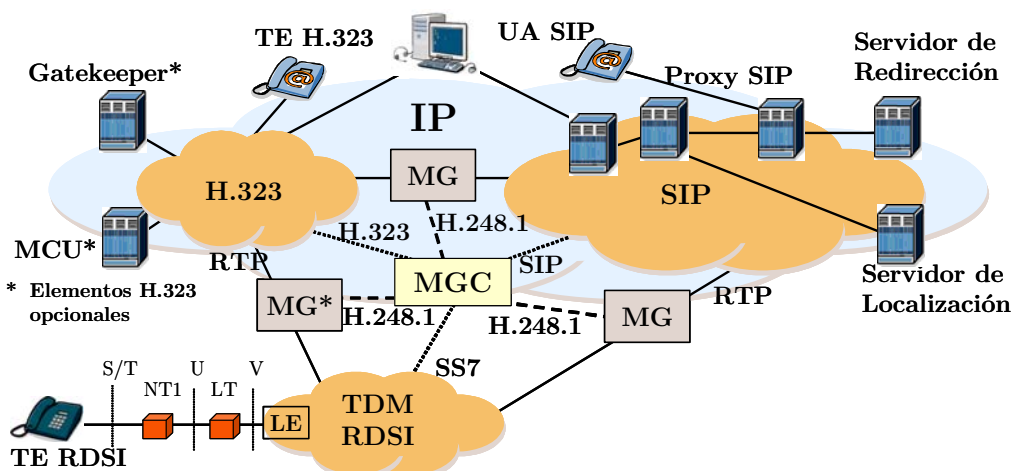 TE H.323
UA SIP
Servidor de
Redirección
Gatekeeper*
Proxy SIP
IP
MG
H.323
SIP
H.248.1
H.323
MCU*
RTP
SIP
MGC
Servidor de
Localización
* Elementos H.323
opcionales
MG*
H.248.1
H.248.1
MG
RTP
SS7
S/T
U
V
NT1
LT
TDM
RDSI
LE
TE RDSI